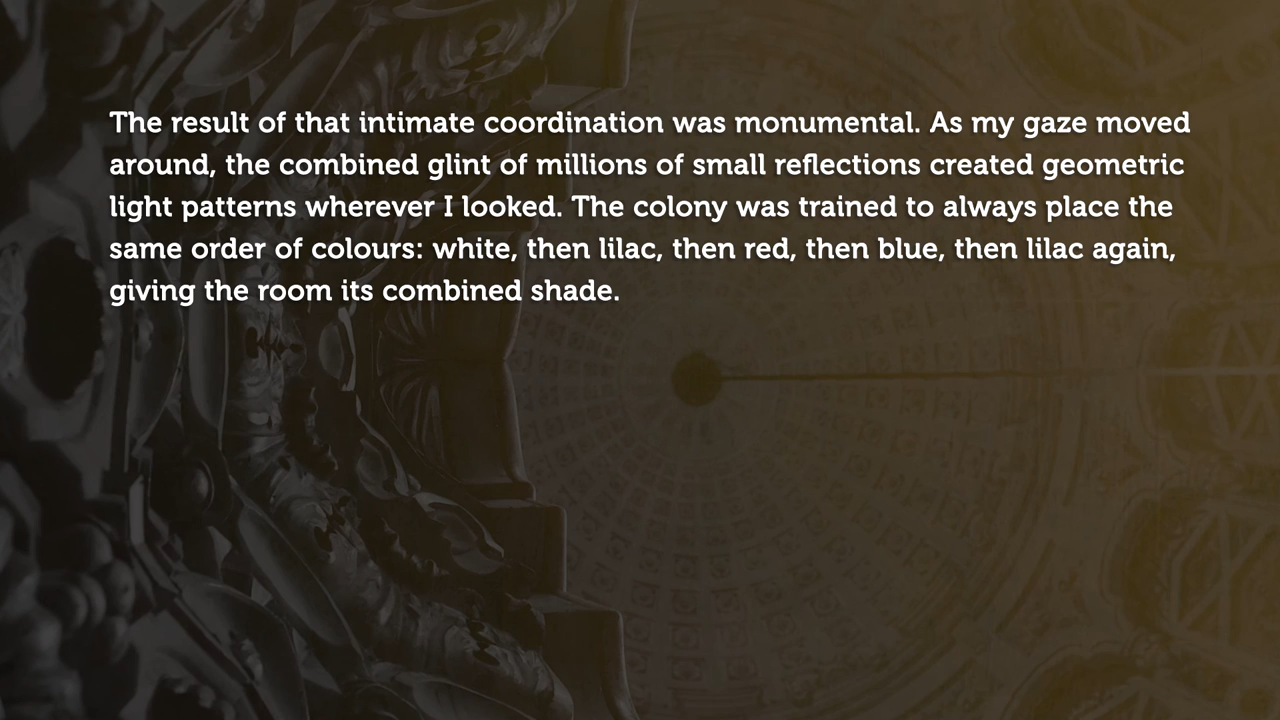 The result of that intimate coordination was monumental. As my gaze moved
around, the combined glint of millions of small reflections created geometric
light patterns wherever I looked. The colony was trained to always place the
same order of colours: white, then lilac, then red, then blue, then lilac again,
giving the room its combined shade.